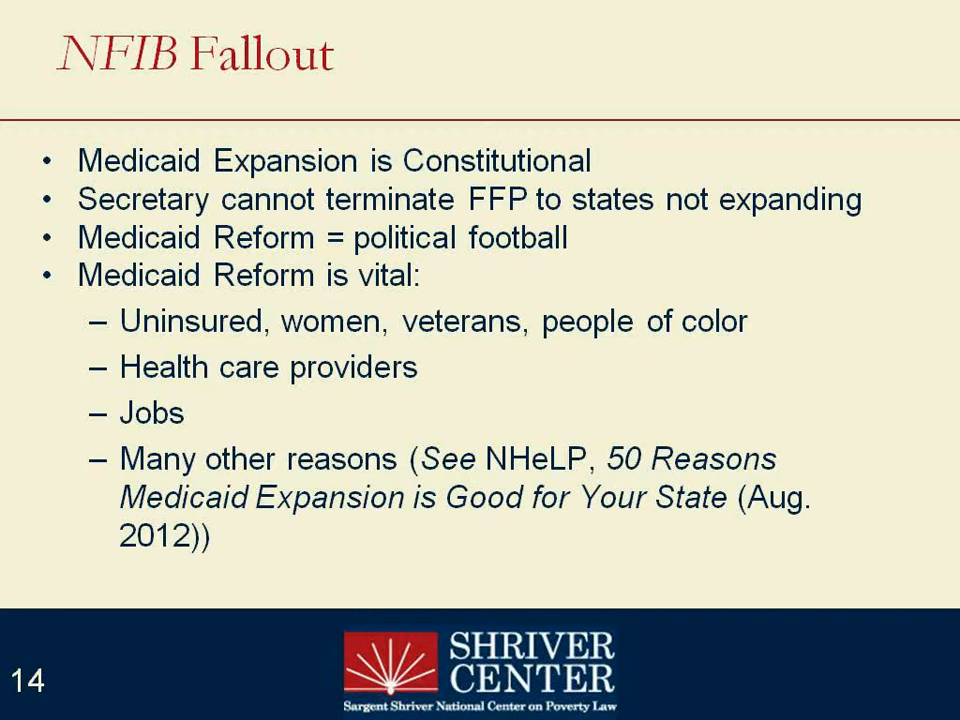 NFIB Fallout
• Medicaid Expansion is Constitutional
• Secretary cannot terminate FFP to states not expanding
• Medicaid Reform = political football
• Medicaid Reform is vital:
– Uninsured, women, veterans, people of color
– Health care providers
– Jobs
– Many other reasons (See NHeLP, 50 Reasons
Medicaid Expansion is Good for Your State (Aug.
2012))
14
SHRIVER
CENTER
Sargent Shriver National Center on Poverty Law